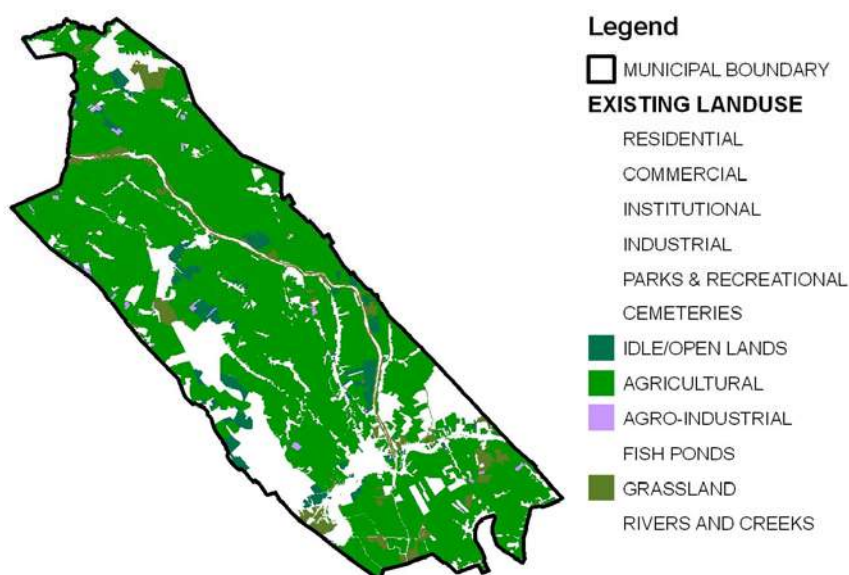 Legend
MUNICIPAL BOUNDARY
EXISTING LANDUSE
RESIDENTIAL
COMMERCIAL
INSTITUTIONAL
INDUSTRIAL
PARKS & RECREATIONAL
CEMETERIES
IDLE/OPEN LANDS
AGRICULTURAL
AGRO-INDUSTRIAL
FISH PONDS
GRASSLAND
RIVERS AND CREEKS